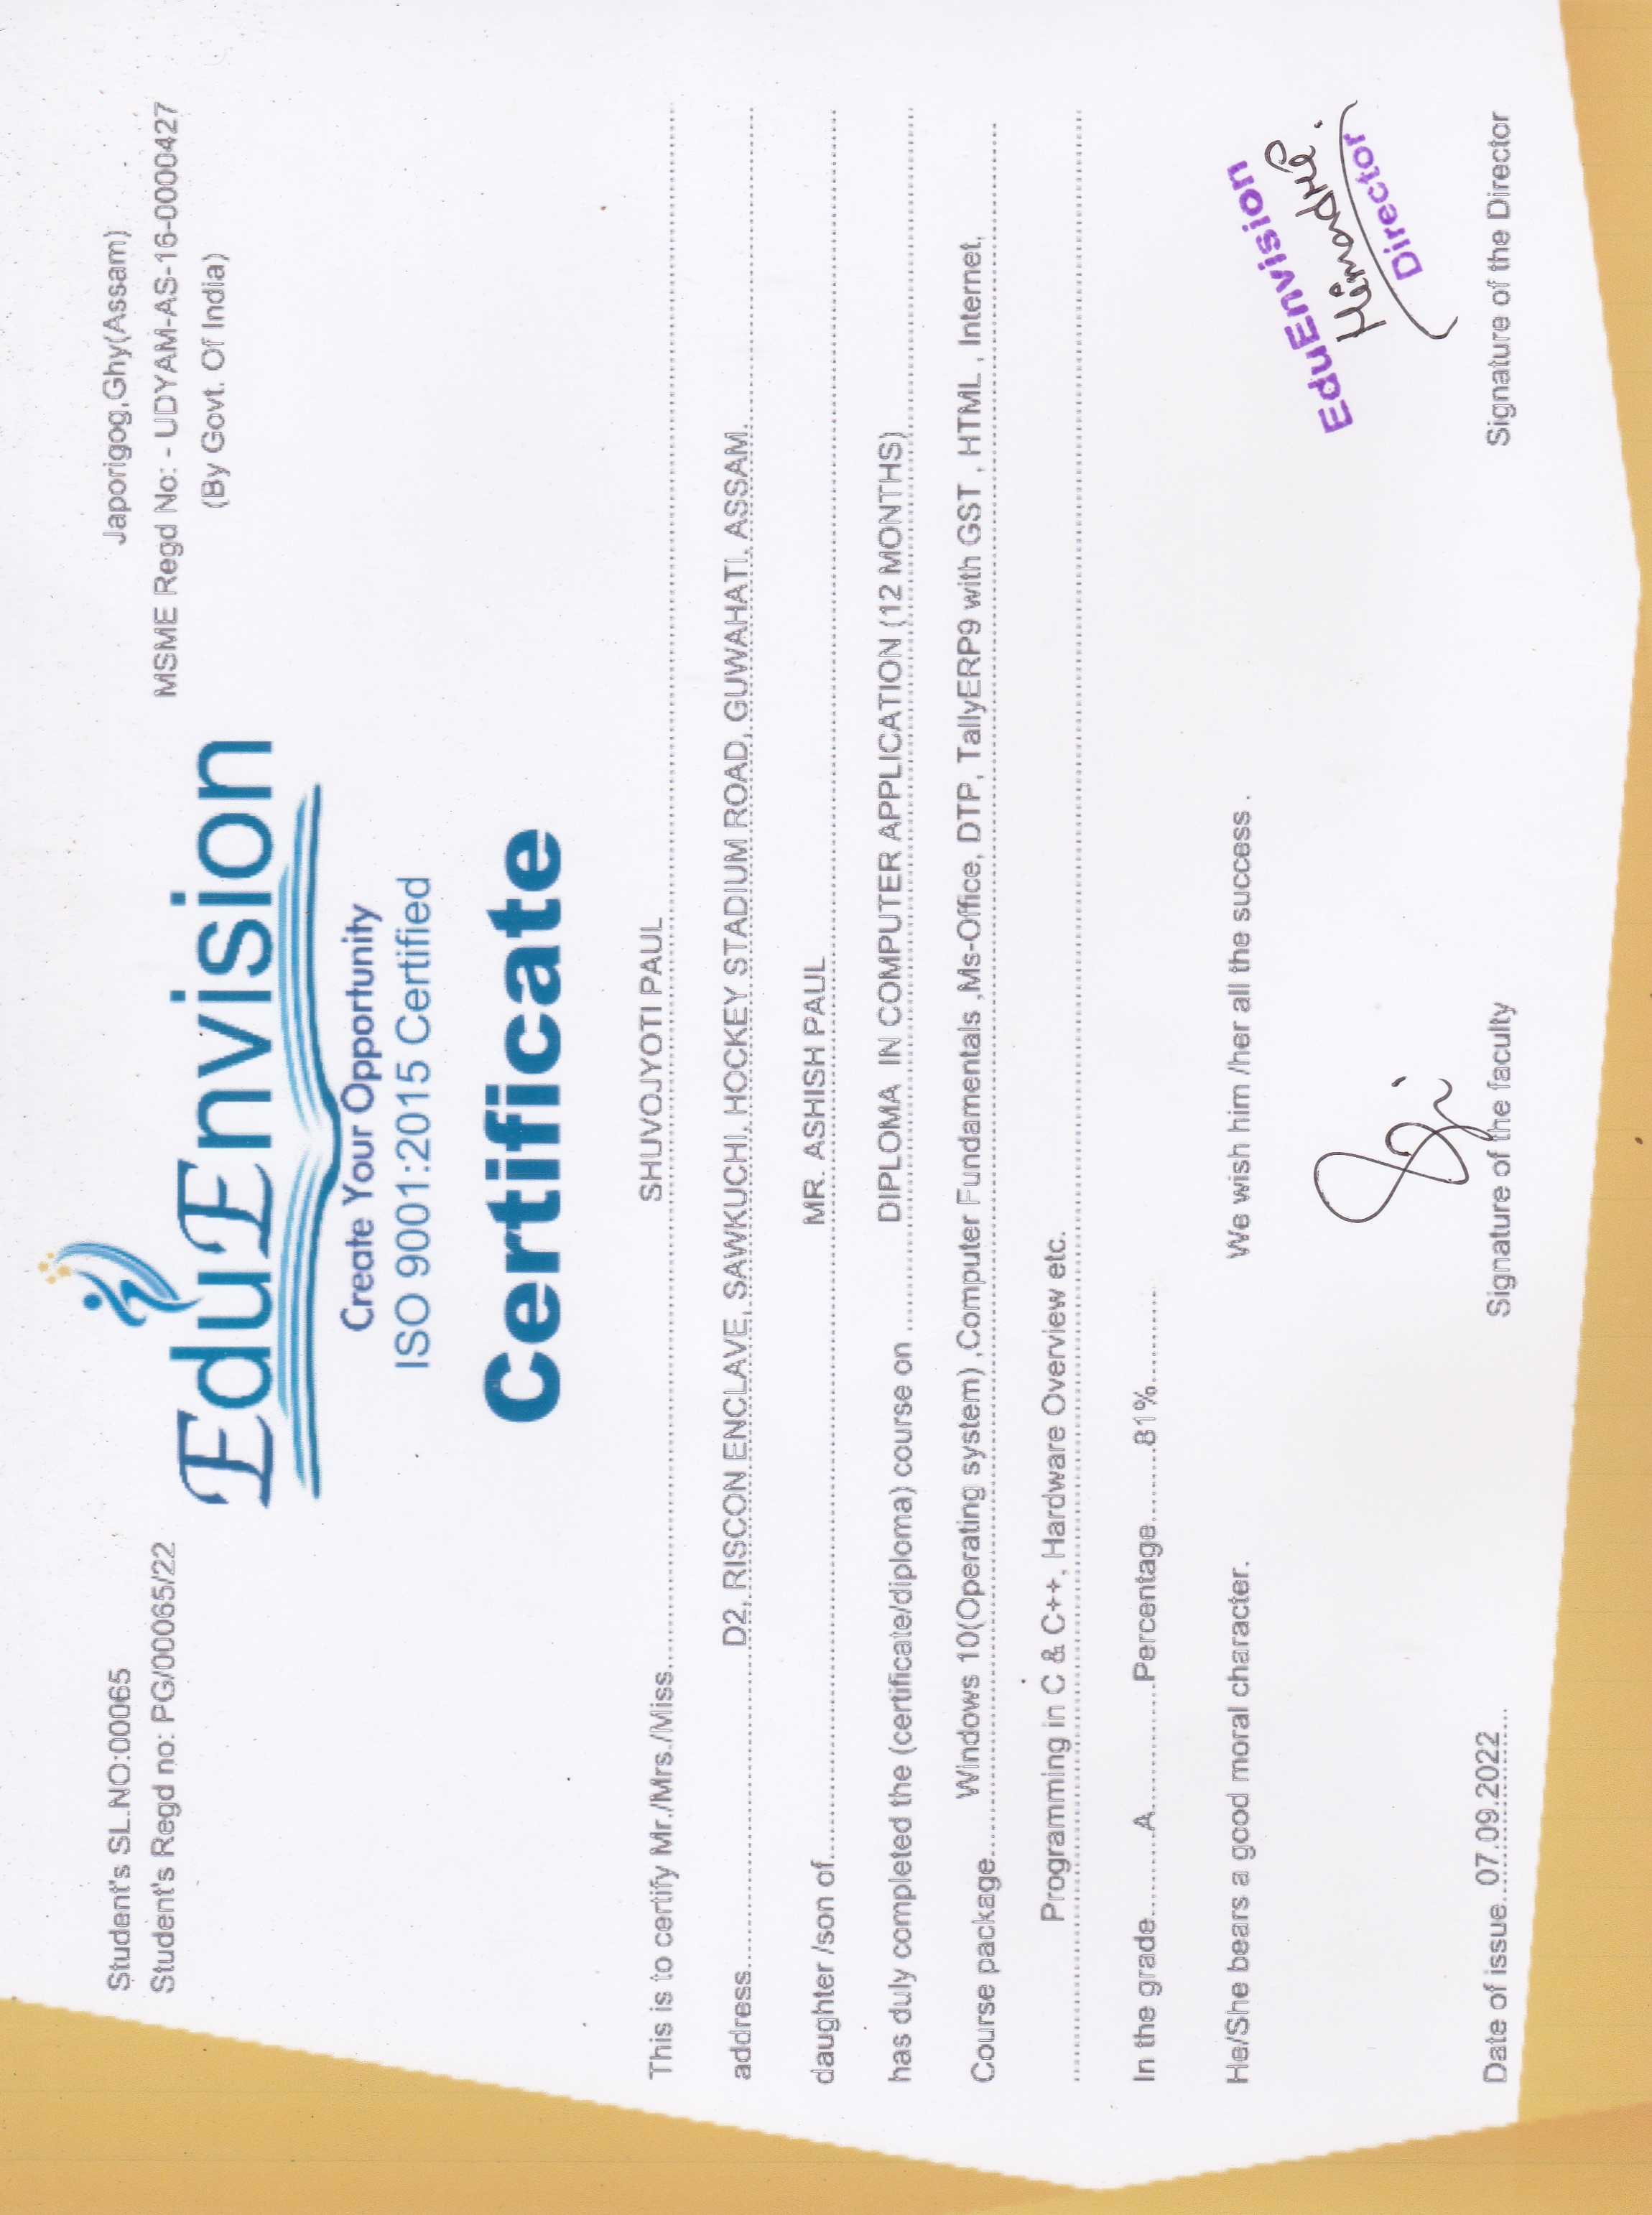 Student's SL.NO:00065
Student's Regd no: PG/00065/22
Japorigog,Ghy(Assam)
MSME Regd No: - UDYAM-AS-16-0000427
(By Govt. Of India)
EduEnvision
Create Your Opportunity
ISO 9001:2015 Certified
Certificate
This is to certify Mr./Mrs./Miss SHUVOJYOTI PAUL
address D2, RISCON ENCLAVE, SAWKUCHI, HOCKEY STADIUM ROAD, GUWAHATI, ASSAM.
daughter /son of MR. ASHISH PAUL
has duly completed the (certificate/diploma) course on DIPLOMA IN COMPUTER APPLICATION (12 MONTHS)
Course package Windows 10(Operating system) ,Computer Fundamentals ,Ms-Office, DTP, TallyERP9 with GST , HTML , Internet,
Programming in C & C++, Hardware Overview etc.
In the grade A Percentage 81%
He/She bears a good moral character. We wish him /her all the success .
EduEnvision
Director
Date of issue 07.09.2022
Signature of the faculty
Signature of the Director